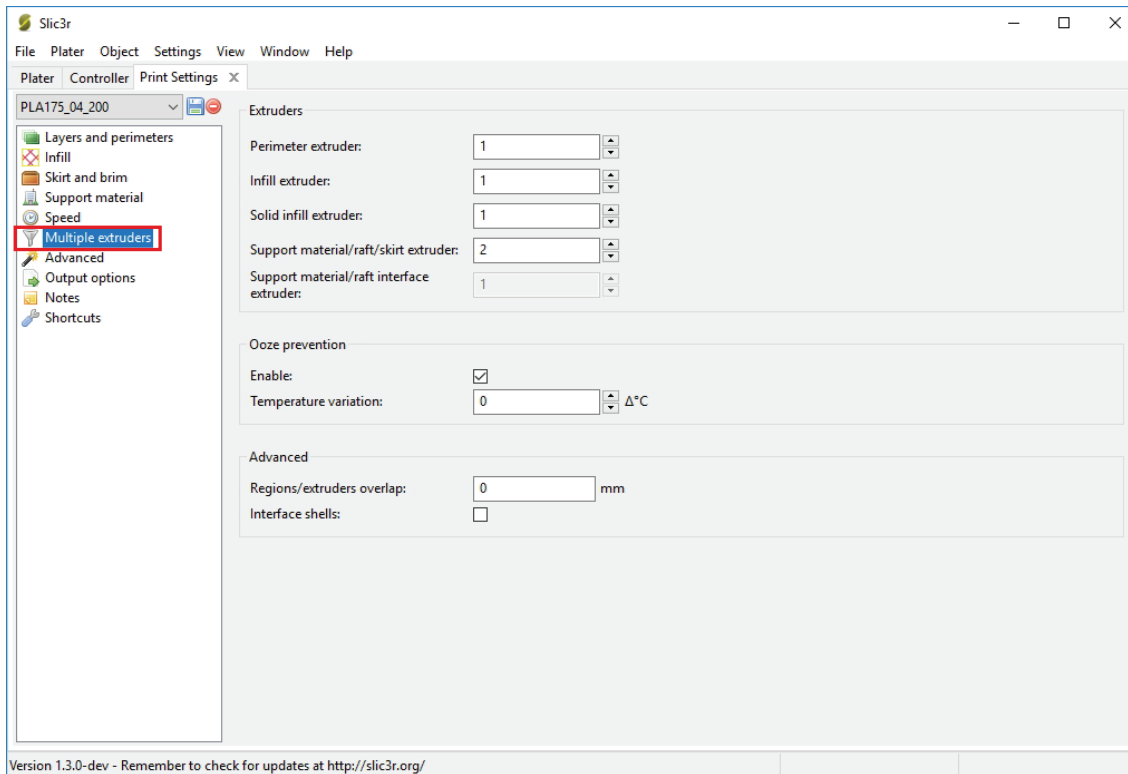 Slic3r
File Plater Object Settings View Window Help
Plater Controller Print Settings
PLA175_04_200
Layers and perimeters
Infill
Skirt and brim
Support material
Speed
Multiple extruders
Advanced
Output options
Notes
Shortcuts
Extruders
Perimeter extruder: 1
Infill extruder: 1
Solid infill extruder: 1
Support material/raft/skirt extruder: 2
Support material/raft interface
extruder: 1
Ooze prevention
Enable:
Temperature variation: 0 Δ°C
Advanced
Regions/extruders overlap: 0 mm
Interface shells:
Version 1.3.0-dev - Remember to check for updates at http://slic3r.org/